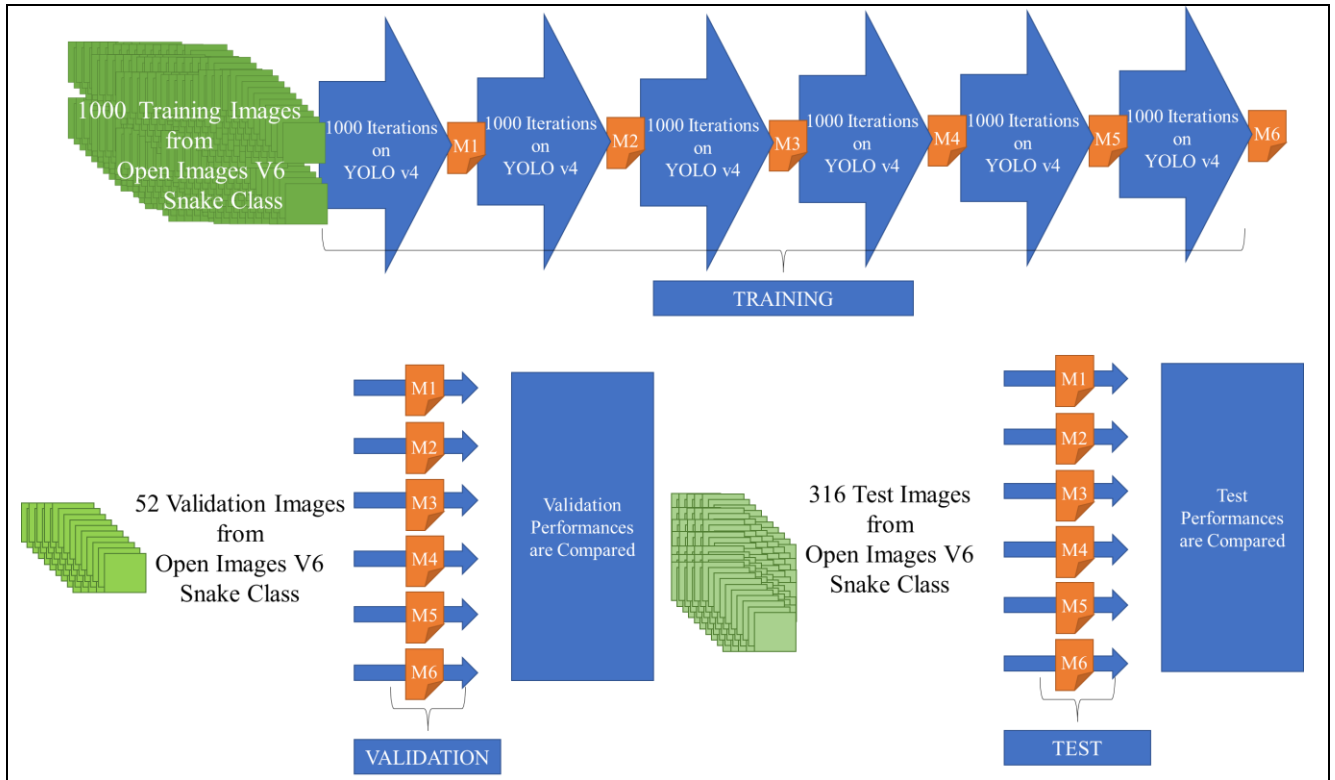 1000 Training Images
from
Open Images V6
Snake Class
1000 Iterations
on
YOLO v4
M1
1000 Iterations
on
YOLO v4
M2
1000 Iterations
on
YOLO v4
M3
1000 Iterations
on
YOLO v4
M4
1000 Iterations
on
YOLO v4
M5
1000 Iterations
on
YOLO v4
M6
TRAINING
52 Validation Images
from
Open Images V6
Snake Class
M1
M2
M3
M4
M5
M6
VALIDATION
Validation
Performances
are Compared
316 Test Images
from
Open Images V6
Snake Class
M1
M2
M3
M4
M5
M6
TEST
Test
Performances
are Compared